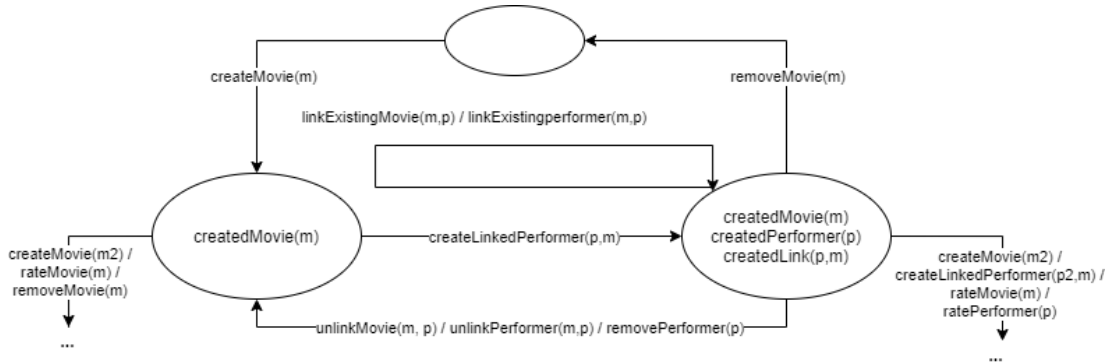 createMovie(m)
removeMovie(m)
linkExistingMovie(m,p) / linkExistingperformer(m,p)
createdMovie(m)
createLinkedPerformer(p,m)
createdMovie(m)
createdPerformer(p)
createdLink(p,m)
createMovie(m2) /
rateMovie(m) /
removeMovie(m)
...
unlinkMovie(m, p) / unlinkPerformer(m,p) / removePerformer(p)
createMovie(m2) /
createLinkedPerformer(p2,m) /
rateMovie(m) /
ratePerformer(p)
...